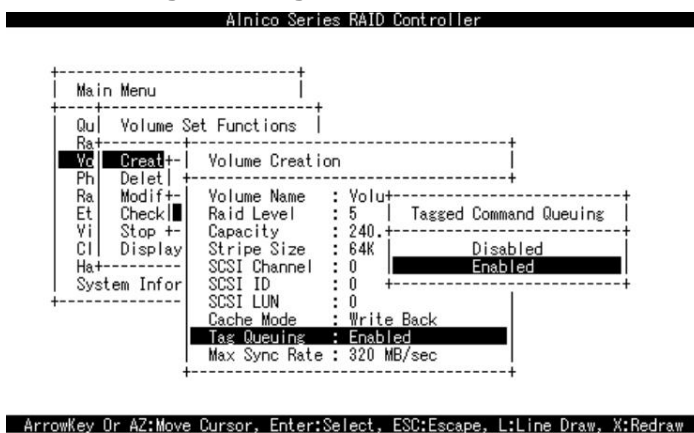 Alnico Series RAID Controller
Main Menu
Qu Volume Set Functions
Ra
Vo Creat Volume Creation
Ph Delet
Ra Modif Volume Name : Volu
Et Check Raid Level : 5 Tagged Command Queuing
Vi Stop Capacity : 240.
Cl Display Stripe Size : 64K Disabled
Ha SCSI Channel : 0 Enabled
System Infor SCSI ID : 0
SCSI LUN : 0
Cache Mode : Write Back
Tag Queuing : Enabled
Max Sync Rate : 320 MB/sec
ArrowKey Or AZ:Move Cursor, Enter:Select, ESC:Escape, L:Line Draw, X:Redraw